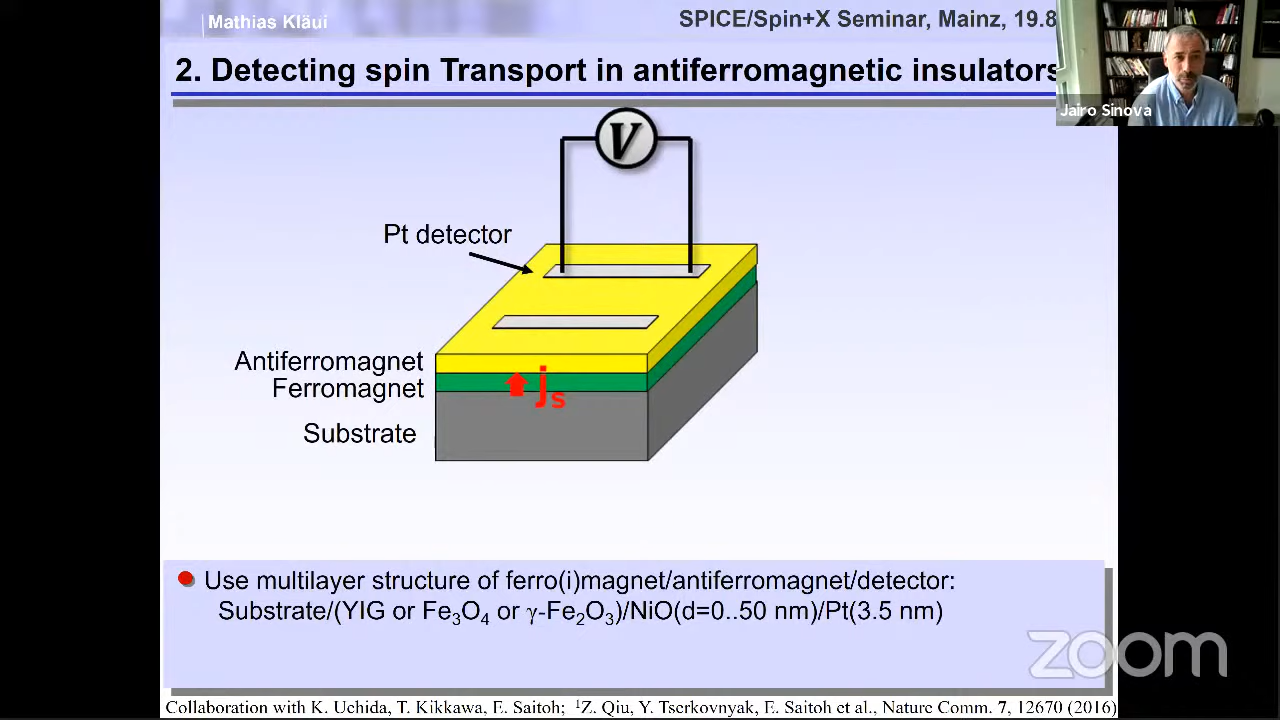 Mathias Kläui
SPICE/Spin+X Seminar, Mainz, 19.8
2. Detecting spin Transport in antiferromagnetic insulators
Jairo Sinova
V
Pt detector
Antiferromagnet
Ferromagnet
jₛ
Substrate
Use multilayer structure of ferro(i)magnet/antiferromagnet/detector:
Substrate/(YIG or Fe₃O₄ or γ-Fe₂O₃)/NiO(d=0..50 nm)/Pt(3.5 nm)
zoom
Collaboration with K. Uchida, T. Kikkawa, E. Saitoh; ¹Z. Qiu, Y. Tserkovnyak, E. Saitoh et al., Nature Comm. 7, 12670 (2016)